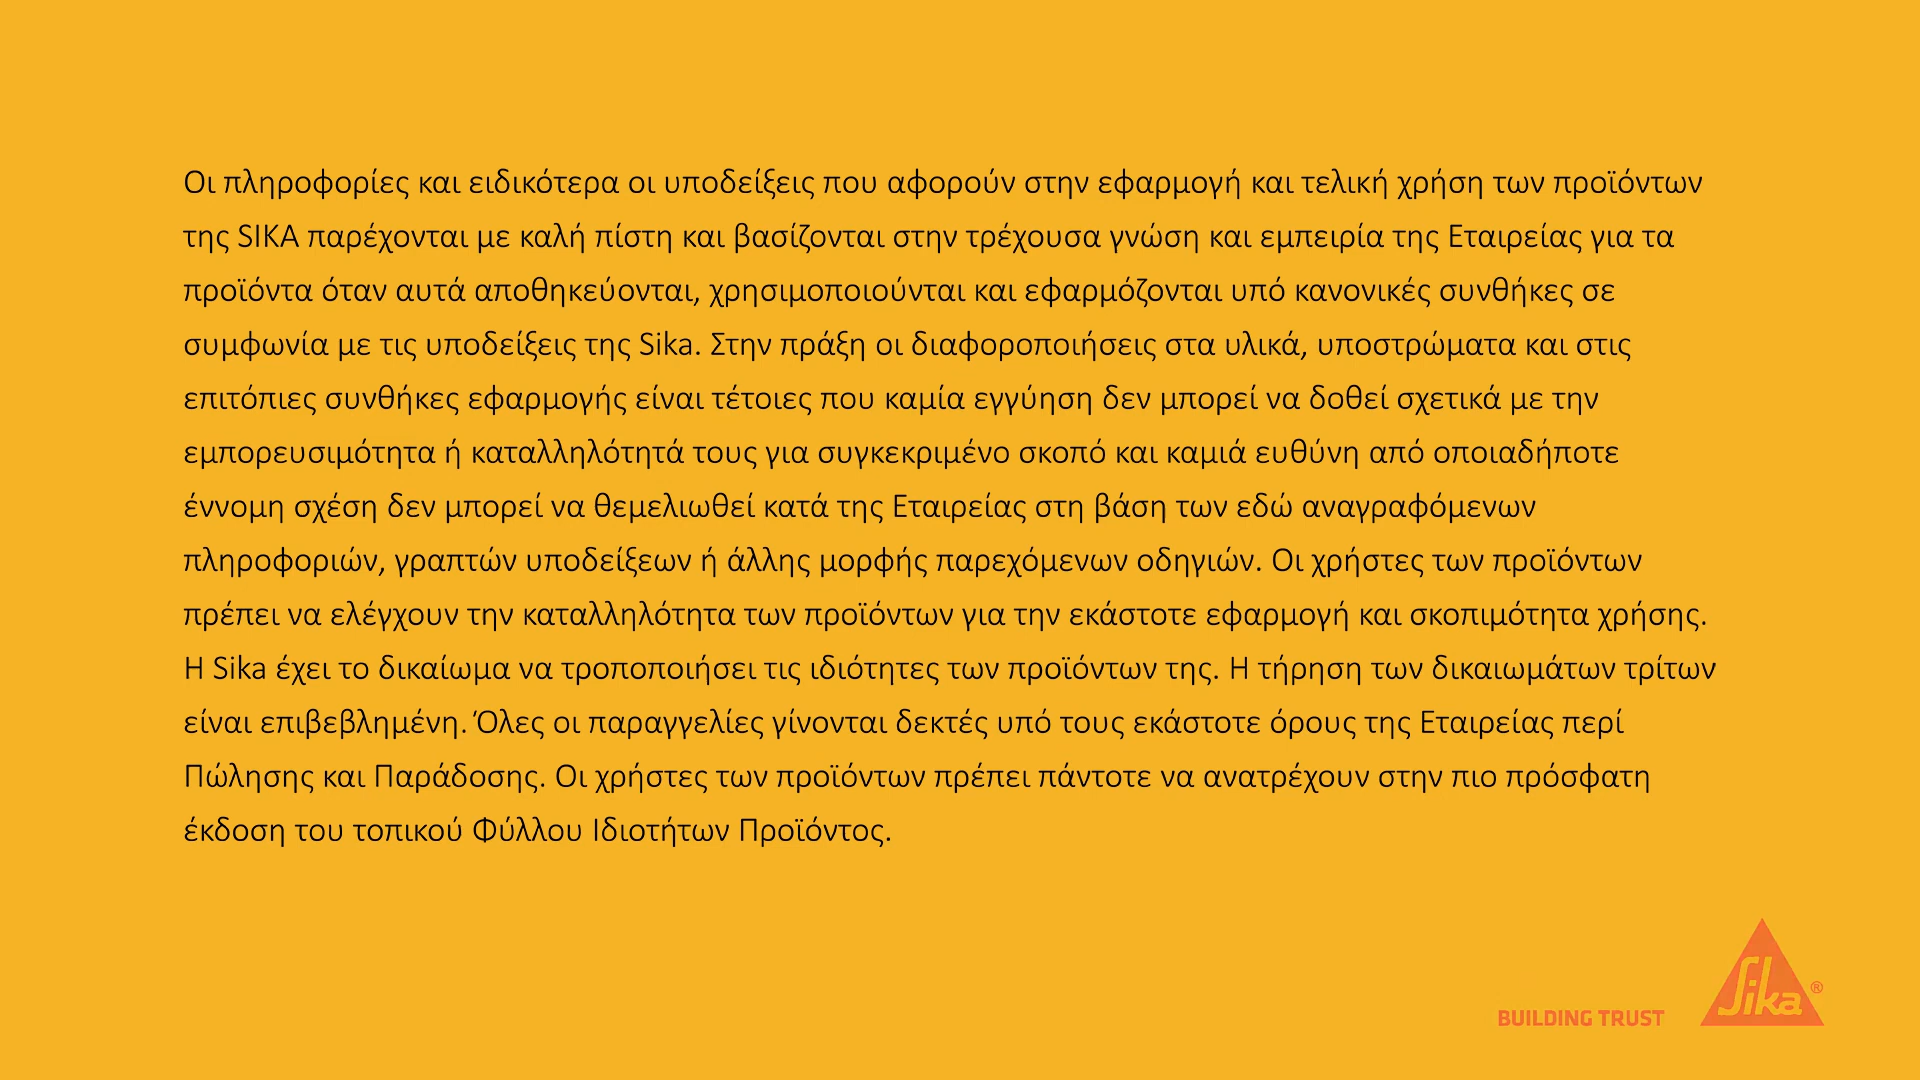 Οι πληροφορίες και ειδικότερα οι υποδείξεις που αφορούν στην εφαρμογή και τελική χρήση των προϊόντων
της SIKA παρέχονται με καλή πίστη και βασίζονται στην τρέχουσα γνώση και εμπειρία της Εταιρείας για τα
προϊόντα όταν αυτά αποθηκεύονται, χρησιμοποιούνται και εφαρμόζονται υπό κανονικές συνθήκες σε
συμφωνία με τις υποδείξεις της Sika. Στην πράξη οι διαφοροποιήσεις στα υλικά, υποστρώματα και στις
επιτόπιες συνθήκες εφαρμογής είναι τέτοιες που καμία εγγύηση δεν μπορεί να δοθεί σχετικά με την
εμπορευσιμότητα ή καταλληλότητά τους για συγκεκριμένο σκοπό και καμιά ευθύνη από οποιαδήποτε
έννομη σχέση δεν μπορεί να θεμελιωθεί κατά της Εταιρείας στη βάση των εδώ αναγραφόμενων
πληροφοριών, γραπτών υποδείξεων ή άλλης μορφής παρεχόμενων οδηγιών. Οι χρήστες των προϊόντων
πρέπει να ελέγχουν την καταλληλότητα των προϊόντων για την εκάστοτε εφαρμογή και σκοπιμότητα χρήσης.
Η Sika έχει το δικαίωμα να τροποποιήσει τις ιδιότητες των προϊόντων της. Η τήρηση των δικαιωμάτων τρίτων
είναι επιβεβλημένη. Όλες οι παραγγελίες γίνονται δεκτές υπό τους εκάστοτε όρους της Εταιρείας περί
Πώλησης και Παράδοσης. Οι χρήστες των προϊόντων πρέπει πάντοτε να ανατρέχουν στην πιο πρόσφατη
έκδοση του τοπικού Φύλλου Ιδιοτήτων Προϊόντος.
BUILDING TRUST
Sika®